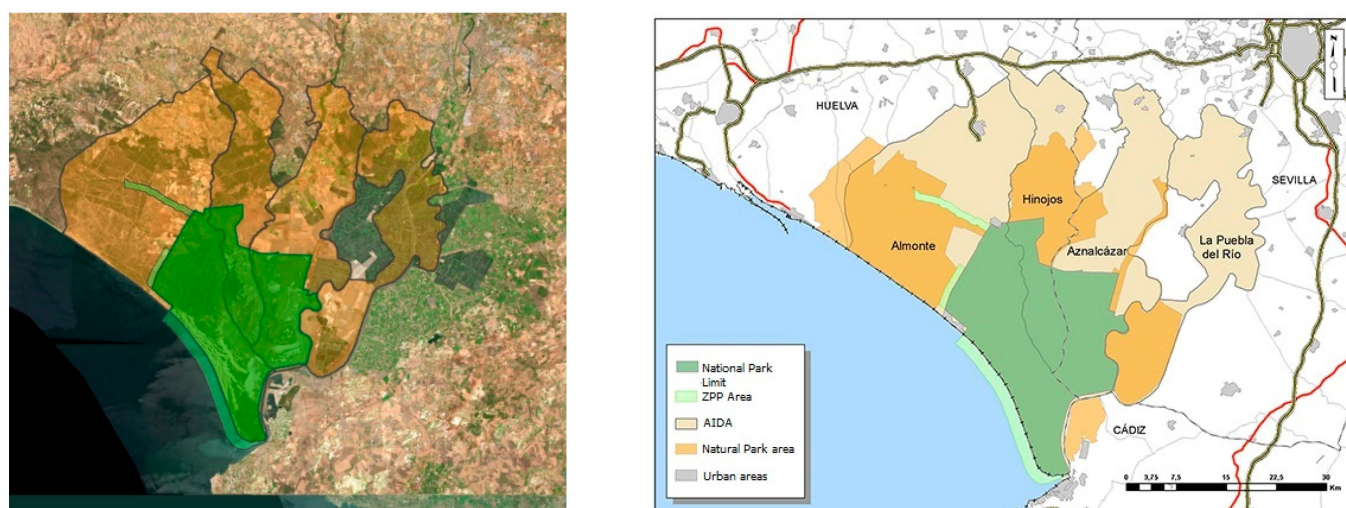 HUELVA
N
SEVILLA
Hinojos
Almonte
Aznalcázar
La Puebla
del Río
National Park
Limit
ZPP Area
AIDA
Natural Park area
Urban areas
CÁDIZ
0 3,75 7,5 15 22,5 30
Km